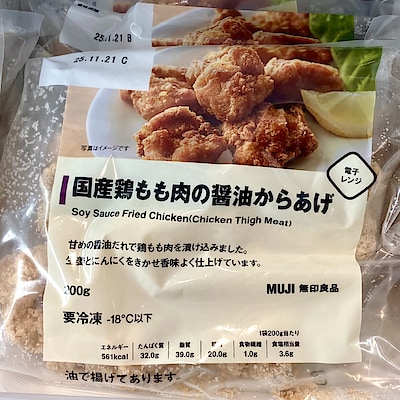 25.11.21 B
25.11.21 C
写真はイメージです
電子
レンジ
国産鶏もも肉の醤油からあげ
Soy Sauce Fried Chicken(Chicken Thigh Meat)
甘めの醤油だれで鶏もも肉を漬け込みました。
生姜とにんにくをきかせ香味よく仕上げています。
200g
MUJI 無印良品
要冷凍 -18℃以下
1袋200g当たり
エネルギー たんぱく質 脂質 食物繊維 食塩相当量
561kcal 32.0g 39.0g 20.0g 1.0g 3.6g
油で揚げてあります